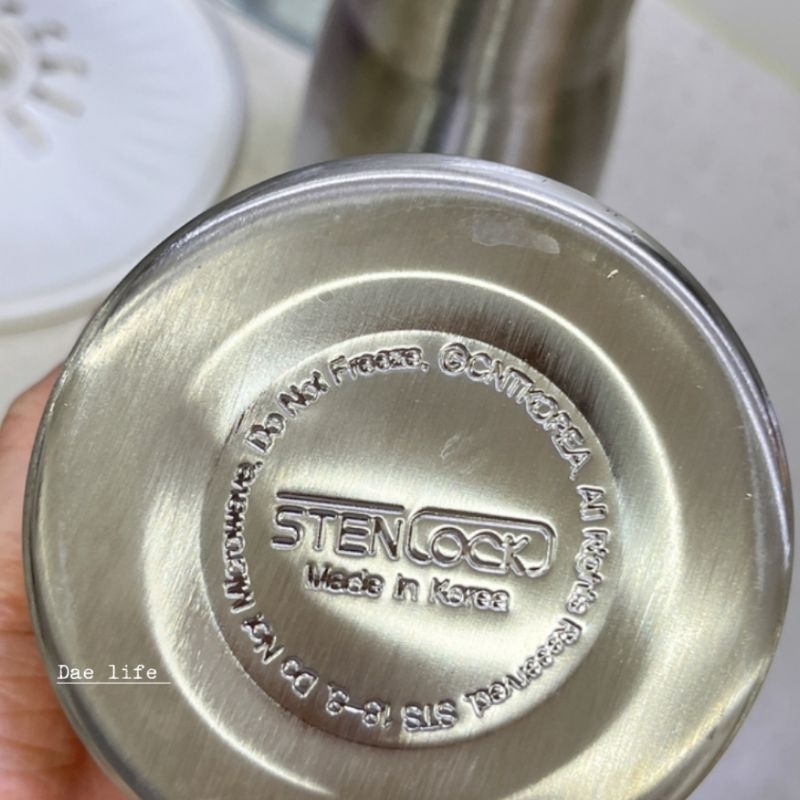 Do Not Microwave, Do Not Freeze, ©CNTKOREA, All Rights Reserved. STS 18-8,
STENLOCK
Made in Korea
Dae life